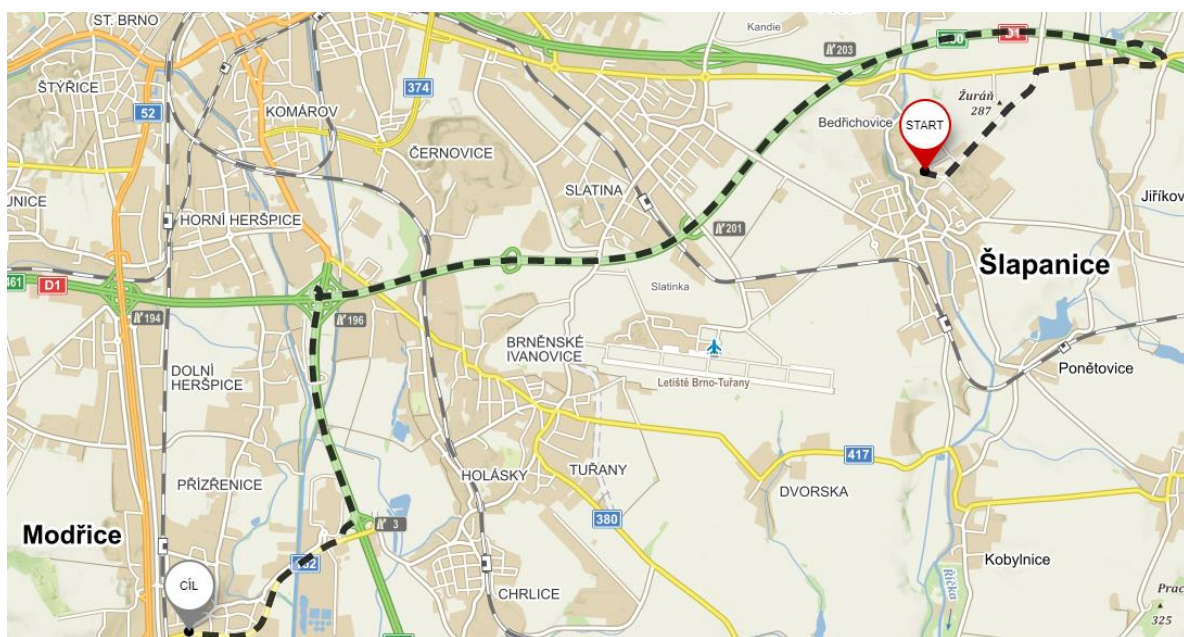 ST. BRNO
Kandie
D1
203
ŠTÝŘICE
374
Žuráň
287
52
KOMÁROV
Bedřichovice
START
ČERNOVICE
SLATINA
HORNÍ HERŠPICE
201
Šlapanice
461
D1
Slatinka
194
196
BRNĚNSKÉ
IVANOVICE
DOLNÍ
HERŠPICE
Ponětovice
Letiště Brno-Tuřany
417
HOLÁSKY
TUŘANY
PŘÍZŘENICE
DVORSKA
380
3
Modřice
Kobylnice
CÍL
CHRLICE
Říčka
325